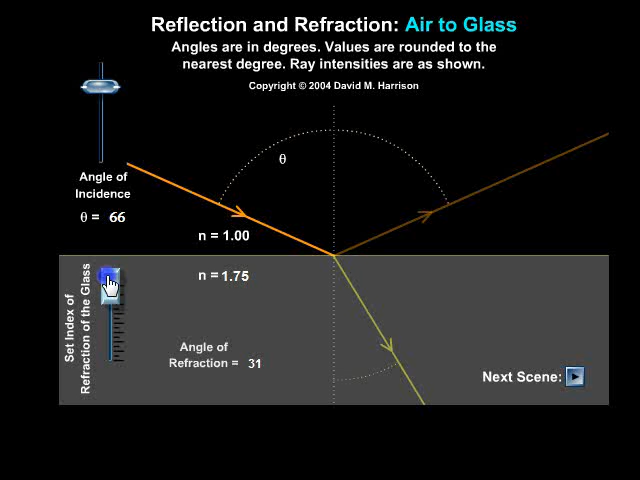 Reflection and Refraction: Air to Glass
Angles are in degrees. Values are rounded to the
nearest degree. Ray intensities are as shown.
Copyright © 2004 David M. Harrison
θ
Angle of
Incidence
θ = 66
n = 1.00
n = 1.75
Set Index of
Refraction of the Glass
Angle of
Refraction = 31
Next Scene: